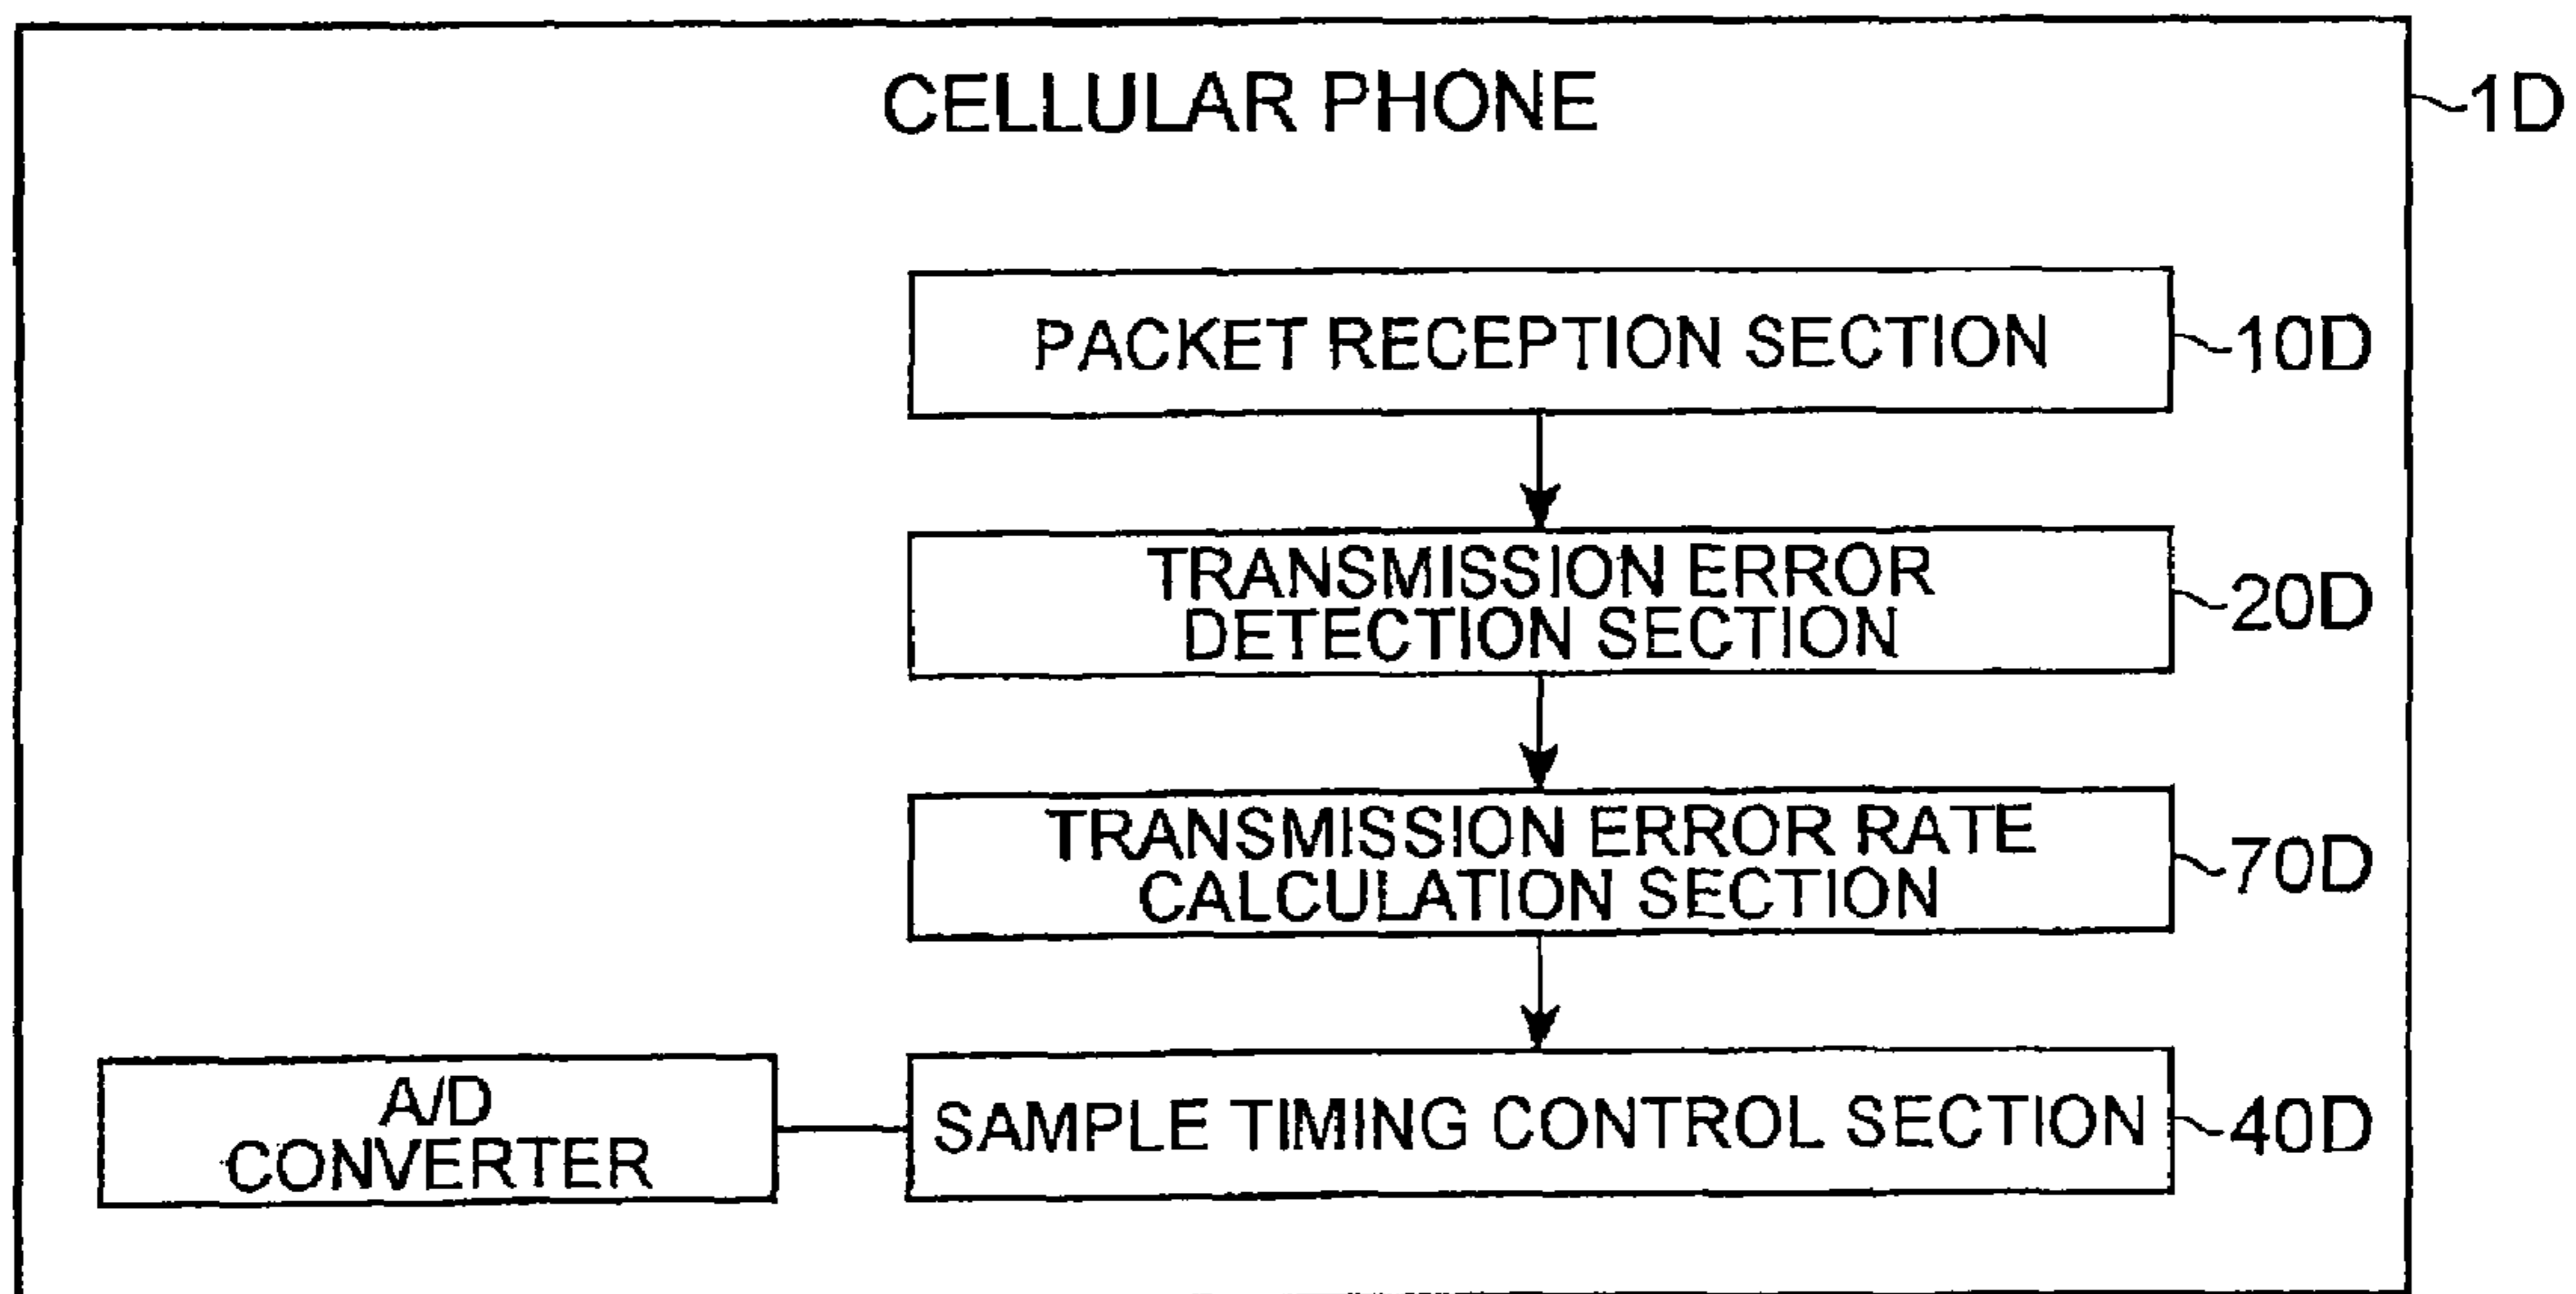 CELLULAR PHONE
1D
PACKET RECEPTION SECTION
10D
TRANSMISSION ERROR
DETECTION SECTION
20D
TRANSMISSION ERROR RATE
CALCULATION SECTION
70D
A/D
CONVERTER
SAMPLE TIMING CONTROL SECTION
40D